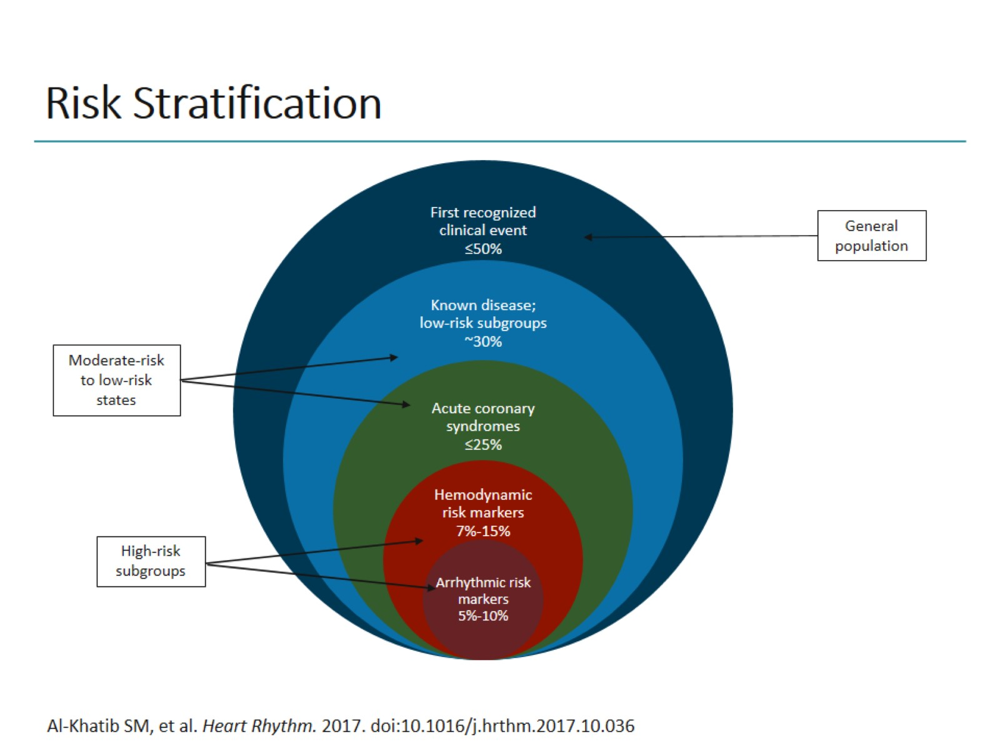 Risk Stratification
First recognized
clinical event
≤50%
General
population
Known disease;
low-risk subgroups
~30%
Moderate-risk
to low-risk
states
Acute coronary
syndromes
≤25%
Hemodynamic
risk markers
7%-15%
High-risk
subgroups
Arrhythmic risk
markers
5%-10%
Al-Khatib SM, et al. Heart Rhythm. 2017. doi:10.1016/j.hrthm.2017.10.036